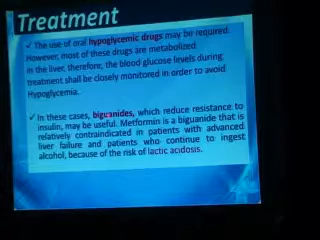 Treatment
✓ The use of oral hypoglycemic drugs may be required.
However, most of these drugs are metabolized
in the liver, therefore, the blood glucose levels during
treatment shall be closely monitored in order to avoid
Hypoglycemia.
✓ In these cases, biguanides, which reduce resistance to
insulin, may be useful. Metformin is a biguanide that is
relatively contraindicated in patients with advanced
liver failure and patients who continue to ingest
alcohol, because of the risk of lactic acidosis.